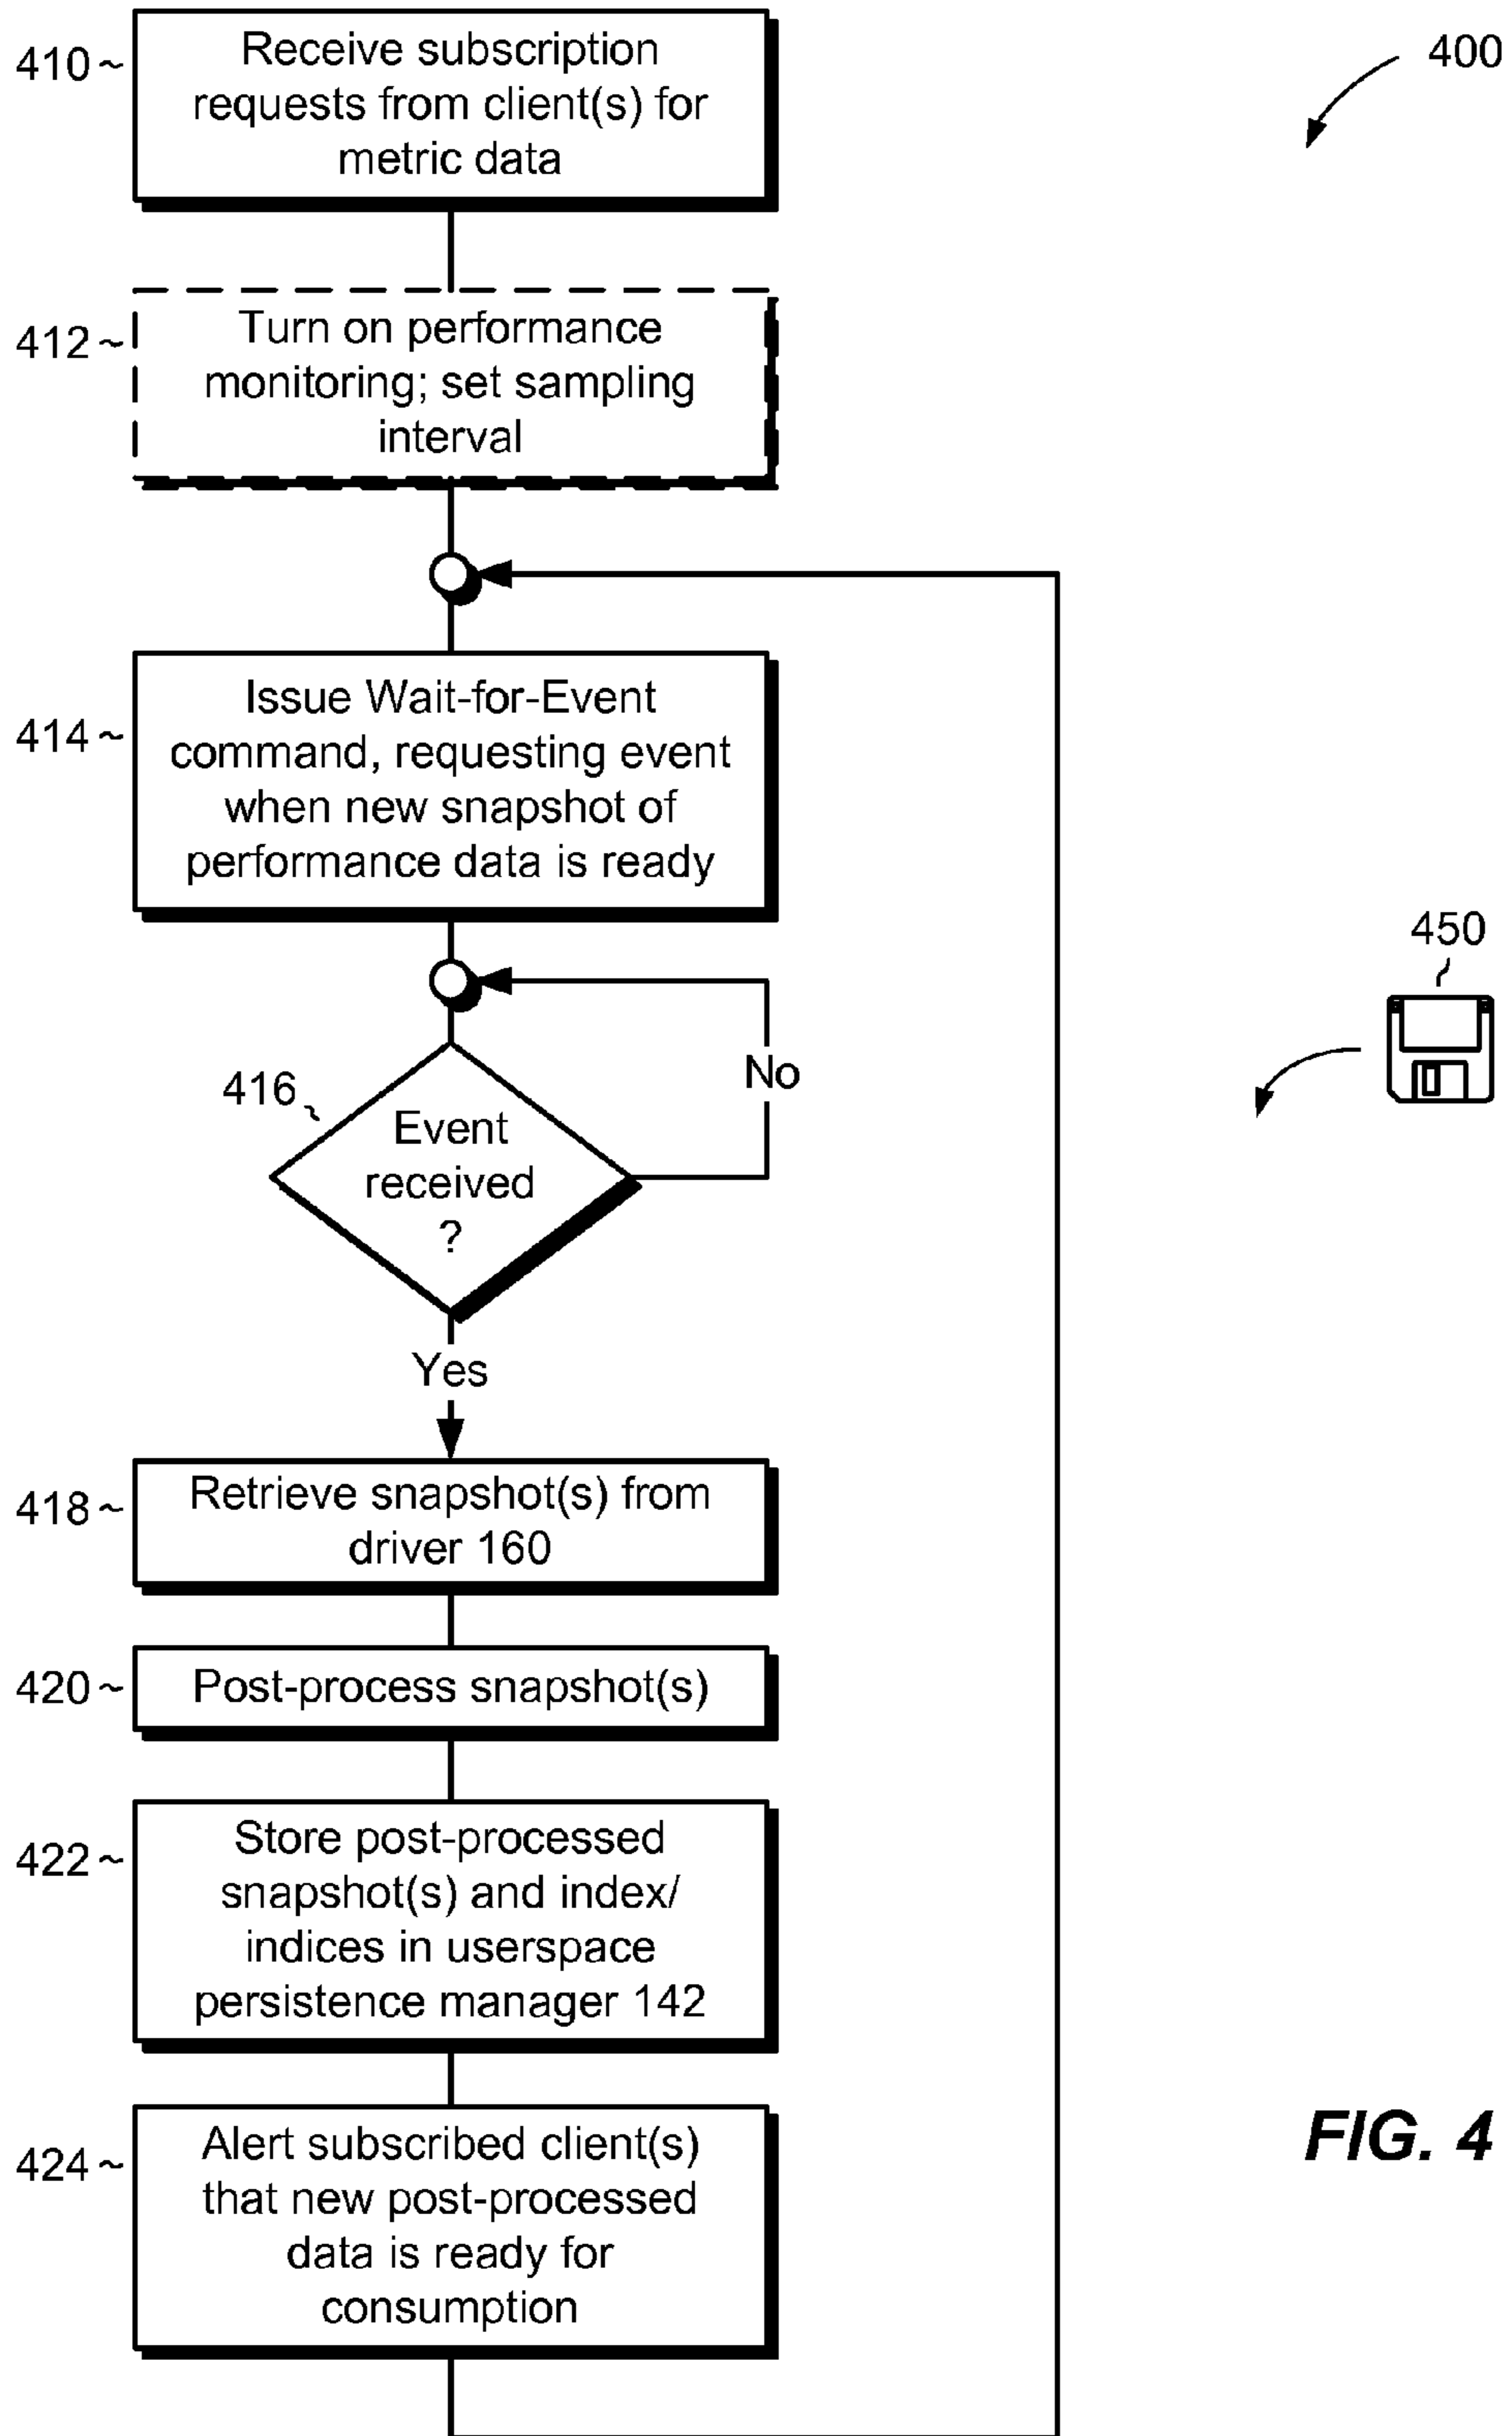 400
410
Receive subscription
requests from client(s) for
metric data
412
Turn on performance
monitoring; set sampling
interval
414
Issue Wait-for-Event
command, requesting event
when new snapshot of
performance data is ready
450
416
Event
received
?
No
Yes
418
Retrieve snapshot(s) from
driver 160
420
Post-process snapshot(s)
422
Store post-processed
snapshot(s) and index/
indices in userspace
persistence manager 142
424
Alert subscribed client(s)
that new post-processed
data is ready for
consumption
FIG. 4